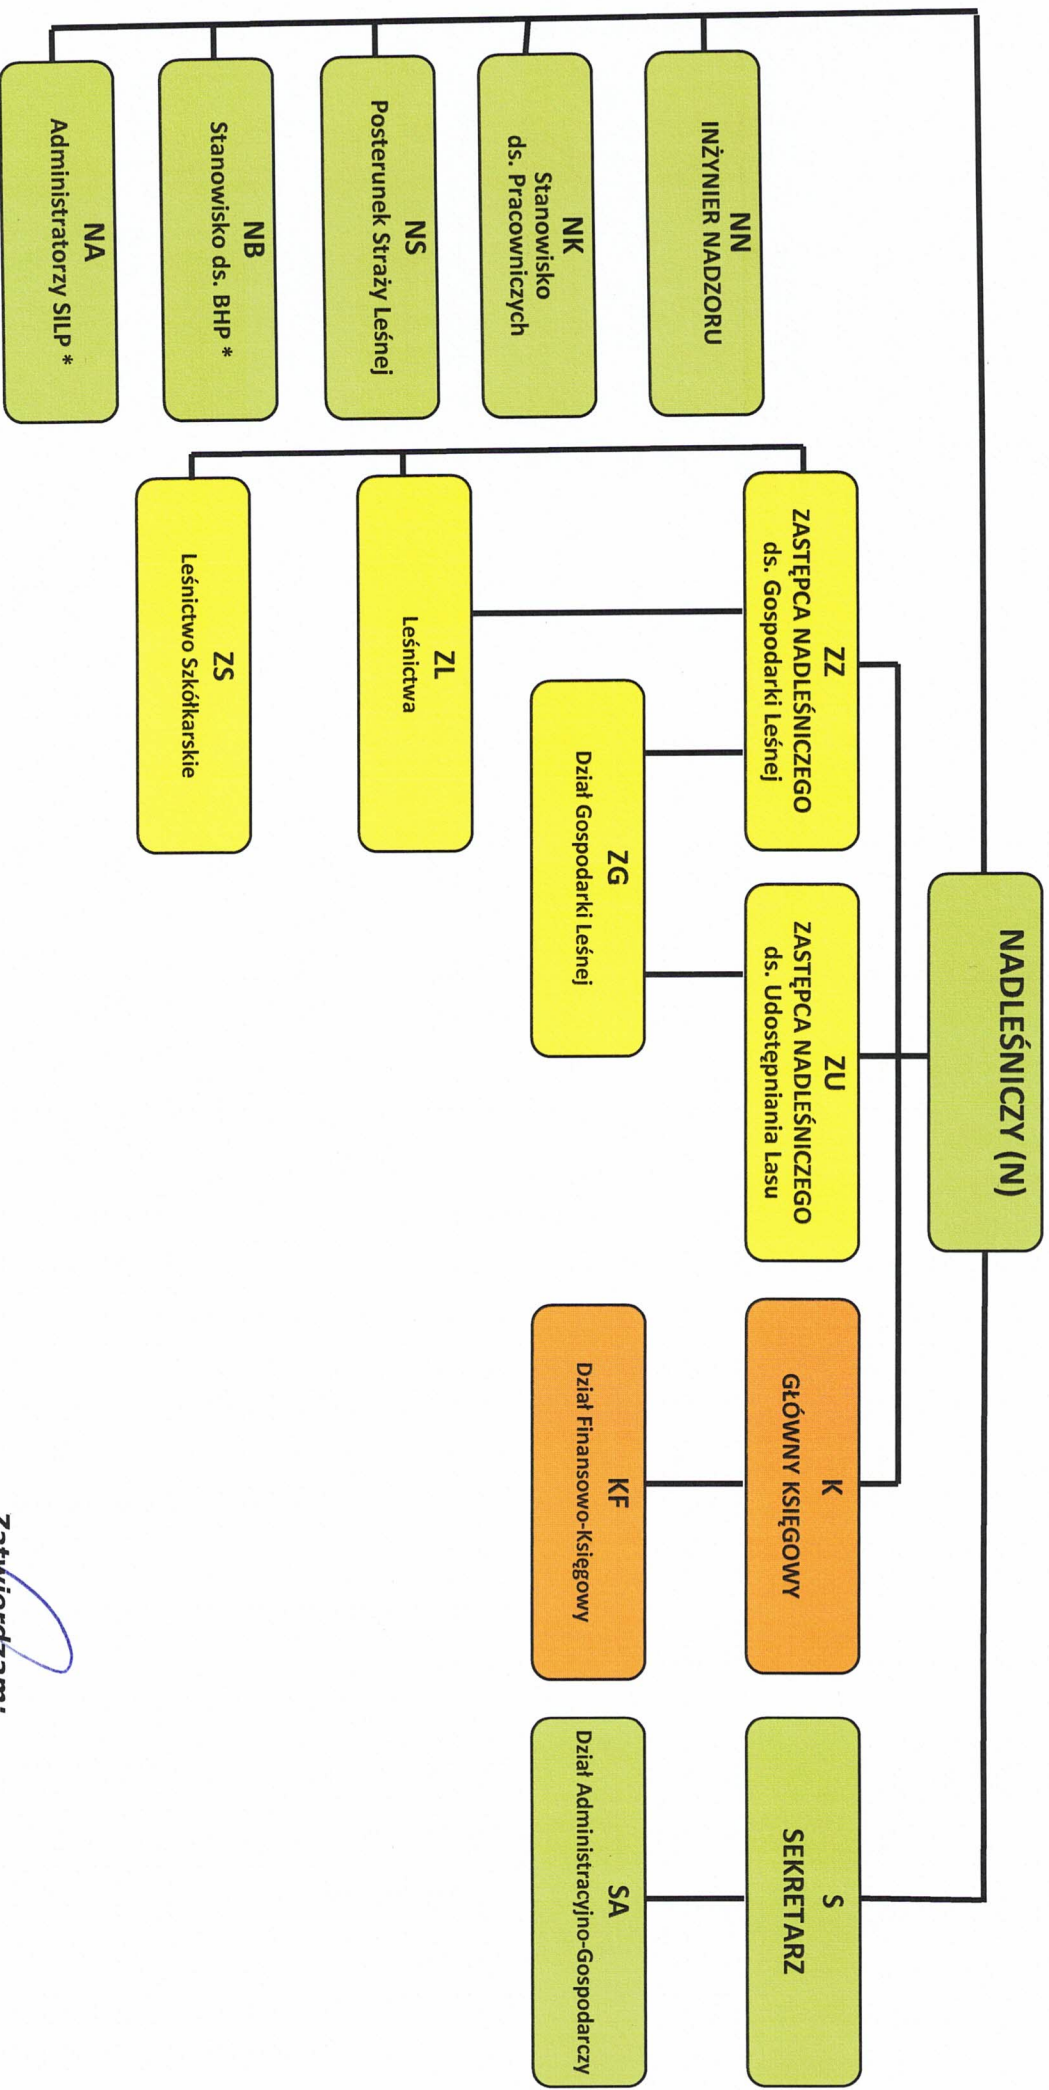 NADLEŚNICZY (N)
NN
INŻYNIER NADZORU
NK
Stanowisko
ds. Pracowniczych
NS
Posterunek Straży Leśnej
NB
Stanowisko ds. BHP *
NA
Administratorzy SILP *
ZZ
ZASTĘPCA NADLEŚNICZEGO
ds. Gospodarki Leśnej
ZU
ZASTĘPCA NADLEŚNICZEGO
ds. Udostępniania Lasu
K
GŁÓWNY KSIĘGOWY
S
SEKRETARZ
ZG
Dział Gospodarki Leśnej
KF
Dział Finansowo-Księgowy
SA
Dział Administracyjno-Gospodarczy
ZL
Leśnictwa
ZS
Leśnictwo Szkółkarskie